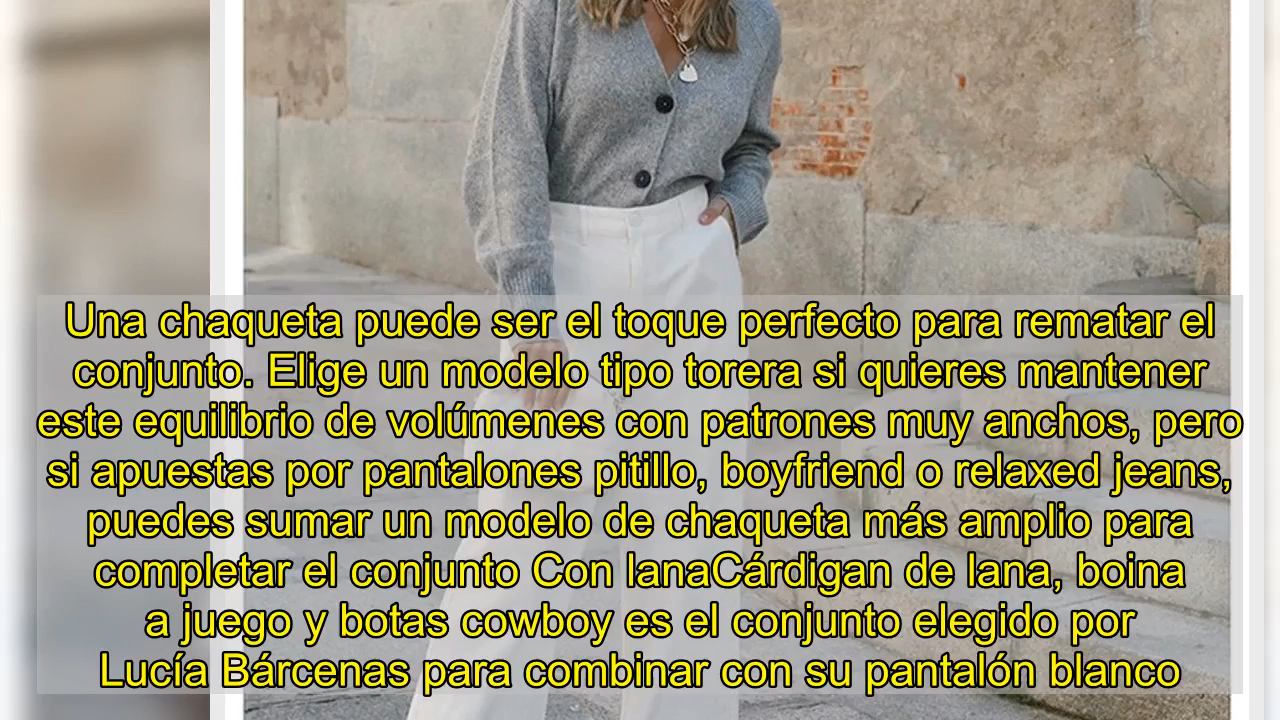 Una chaqueta puede ser el toque perfecto para rematar el
conjunto. Elige un modelo tipo torera si quieres mantener
este equilibrio de volúmenes con patrones muy anchos, pero
si apuestas por pantalones pitillo, boyfriend o relaxed jeans,
puedes sumar un modelo de chaqueta más amplio para
completar el conjunto Con lanaCárdigan de lana, boina
a juego y botas cowboy es el conjunto elegido por
Lucía Bárcenas para combinar con su pantalón blanco